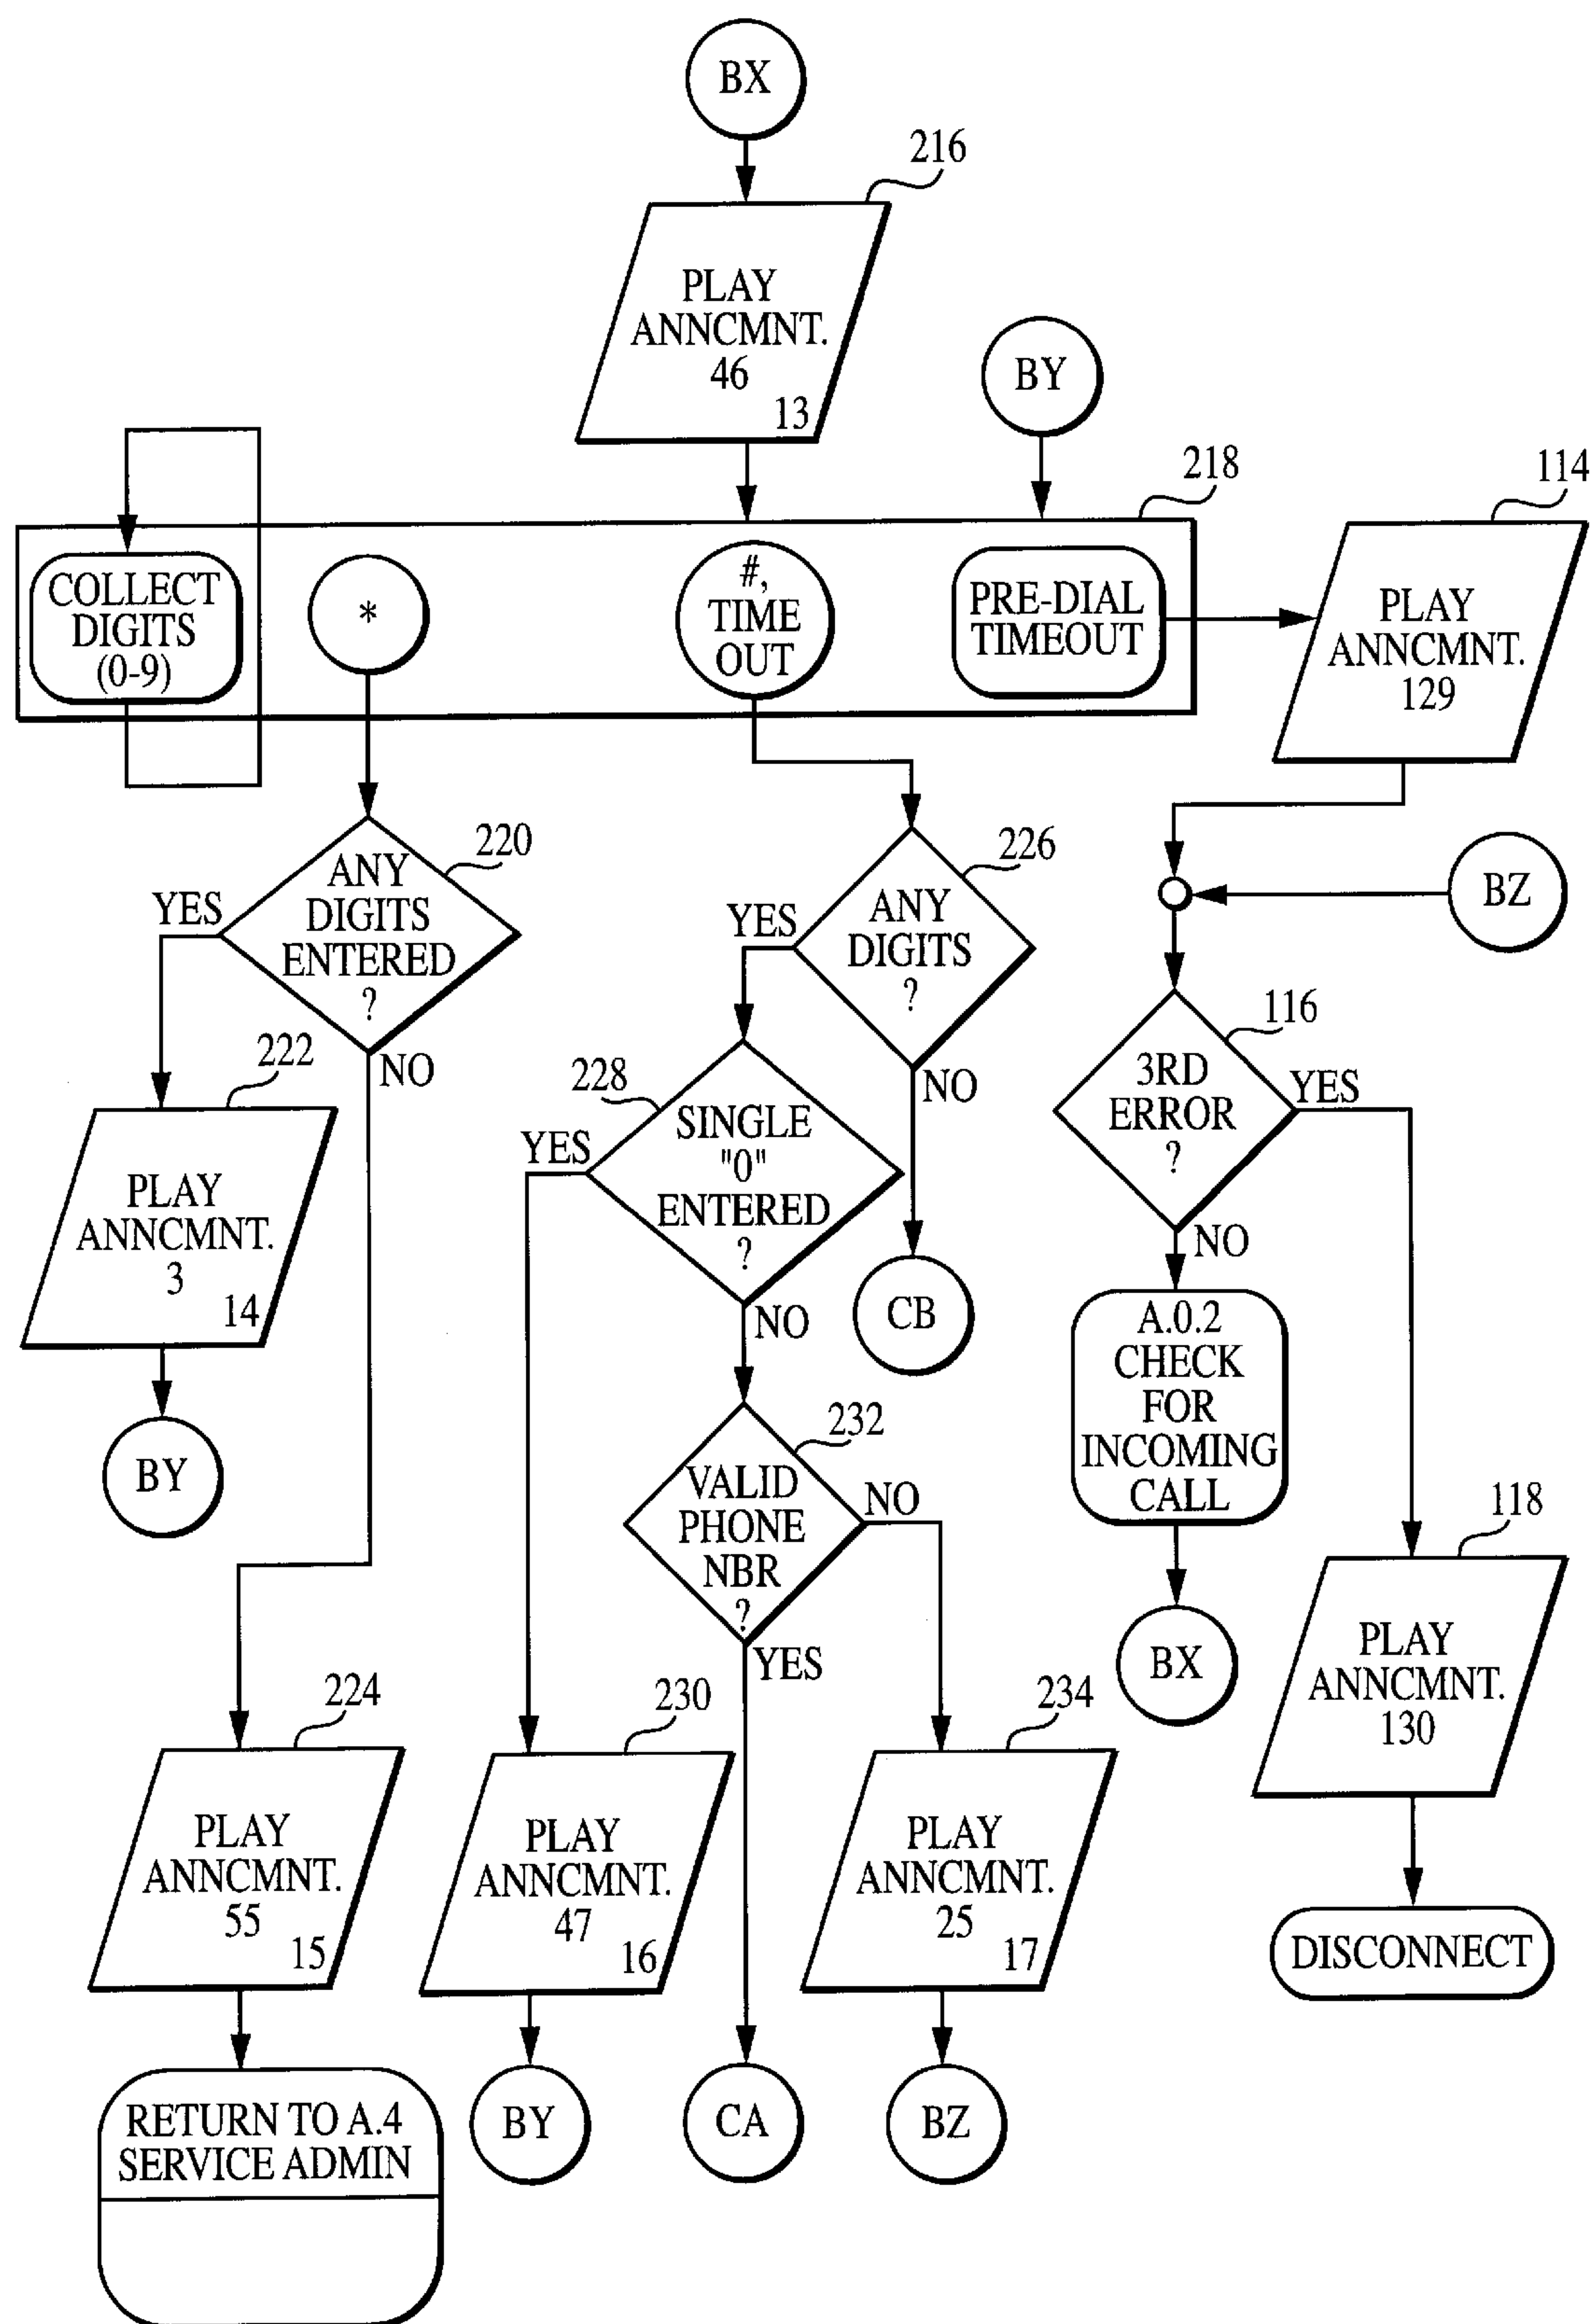 BX
216
PLAY
ANNCMNT.
46
13
BY
218
114
COLLECT
DIGITS
(0-9)
*
#,
TIME
OUT
PRE-DIAL
TIMEOUT
PLAY
ANNCMNT.
129
220
ANY
DIGITS
ENTERED
?
YES
NO
226
ANY
DIGITS
?
YES
NO
BZ
222
PLAY
ANNCMNT.
3
14
BY
228
SINGLE
"0"
ENTERED
?
YES
NO
CB
116
3RD
ERROR
?
YES
NO
A.0.2
CHECK
FOR
INCOMING
CALL
BX
232
VALID
PHONE
NBR
?
NO
YES
118
PLAY
ANNCMNT.
130
DISCONNECT
224
PLAY
ANNCMNT.
55
15
RETURN TO A.4
SERVICE ADMIN
230
PLAY
ANNCMNT.
47
16
BY
CA
234
PLAY
ANNCMNT.
25
17
BZ